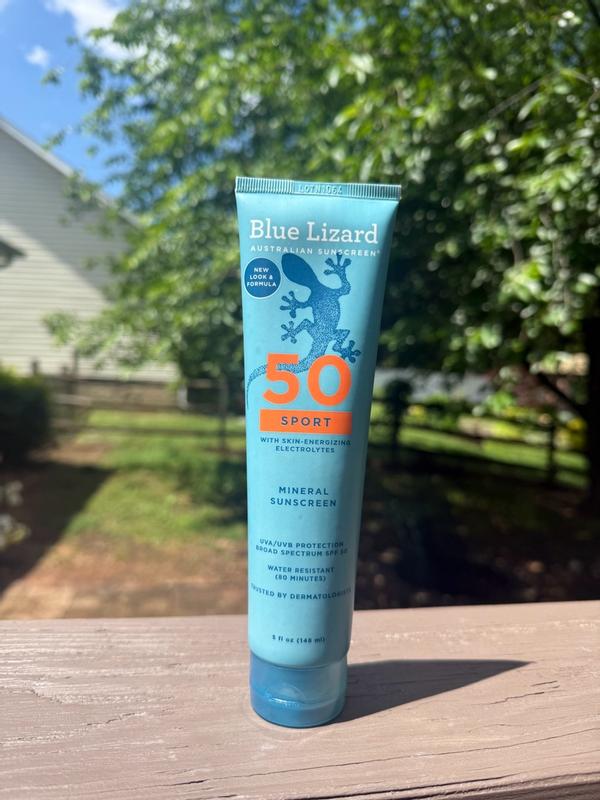 Blue Lizard
AUSTRALIAN SUNSCREEN®
NEW
LOOK &
FORMULA
50
SPORT
WITH SKIN-ENERGIZING
ELECTROLYTES
MINERAL
SUNSCREEN
UVA/UVB PROTECTION
BROAD SPECTRUM SPF 50
WATER RESISTANT
(80 MINUTES)
TRUSTED BY DERMATOLOGISTS
5 fl oz (148 ml)